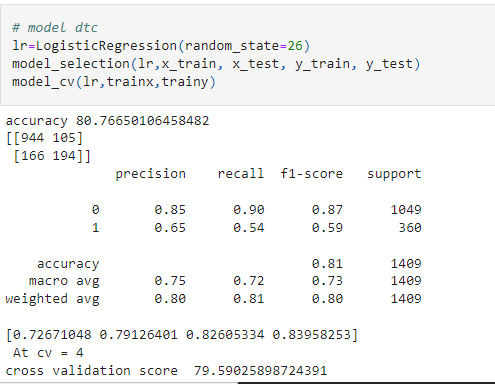 # model dtc
lr=LogisticRegression(random_state=26)
model_selection(lr,x_train, x_test, y_train, y_test)
model_cv(lr,trainx,trainy)
accuracy 80.76650106458482
[[944 105]
[166 194]]
precision recall f1-score support
0 0.85 0.90 0.87 1049
1 0.65 0.54 0.59 360
accuracy 0.81 1409
macro avg 0.75 0.72 0.73 1409
weighted avg 0.80 0.81 0.80 1409
[0.72671048 0.79126401 0.82605334 0.83958253]
At cv = 4
cross validation score 79.59025898724391